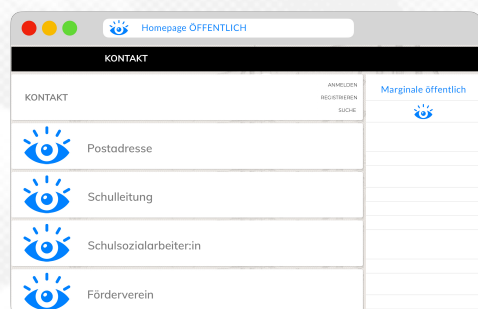 Homepage ÖFFENTLICH
KONTAKT
KONTAKT
ANMELDEN
REGISTRIEREN
SUCHE
Marginale öffentlich
Postadresse
Schulleitung
Schulsozialarbeiter:in
Förderverein